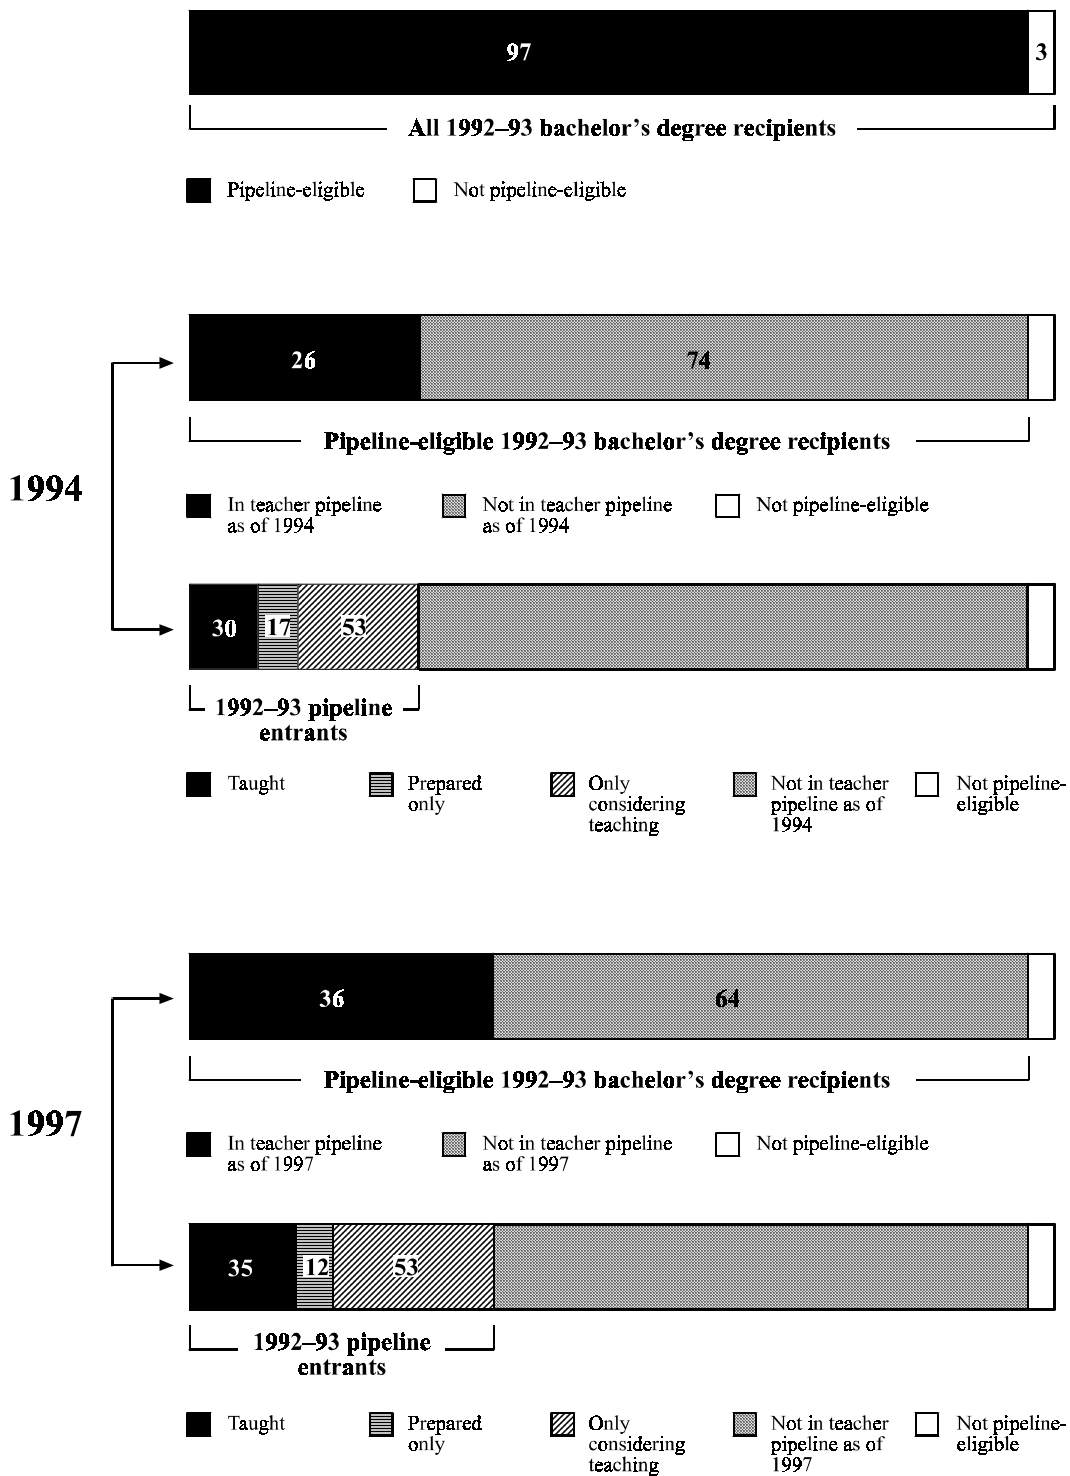 97
3
All 1992–93 bachelor's degree recipients
Pipeline-eligible
Not pipeline-eligible
26
74
Pipeline-eligible 1992–93 bachelor's degree recipients
1994
In teacher pipeline
as of 1994
Not in teacher pipeline
as of 1994
Not pipeline-eligible
30
17
53
1992–93 pipeline
entrants
Taught
Prepared
only
Only
considering
teaching
Not in teacher
pipeline as of
1994
Not pipeline-
eligible
36
64
Pipeline-eligible 1992–93 bachelor's degree recipients
1997
In teacher pipeline
as of 1997
Not in teacher pipeline
as of 1997
Not pipeline-eligible
35
12
53
1992–93 pipeline
entrants
Taught
Prepared
only
Only
considering
teaching
Not in teacher
pipeline as of
1997
Not pipeline-
eligible